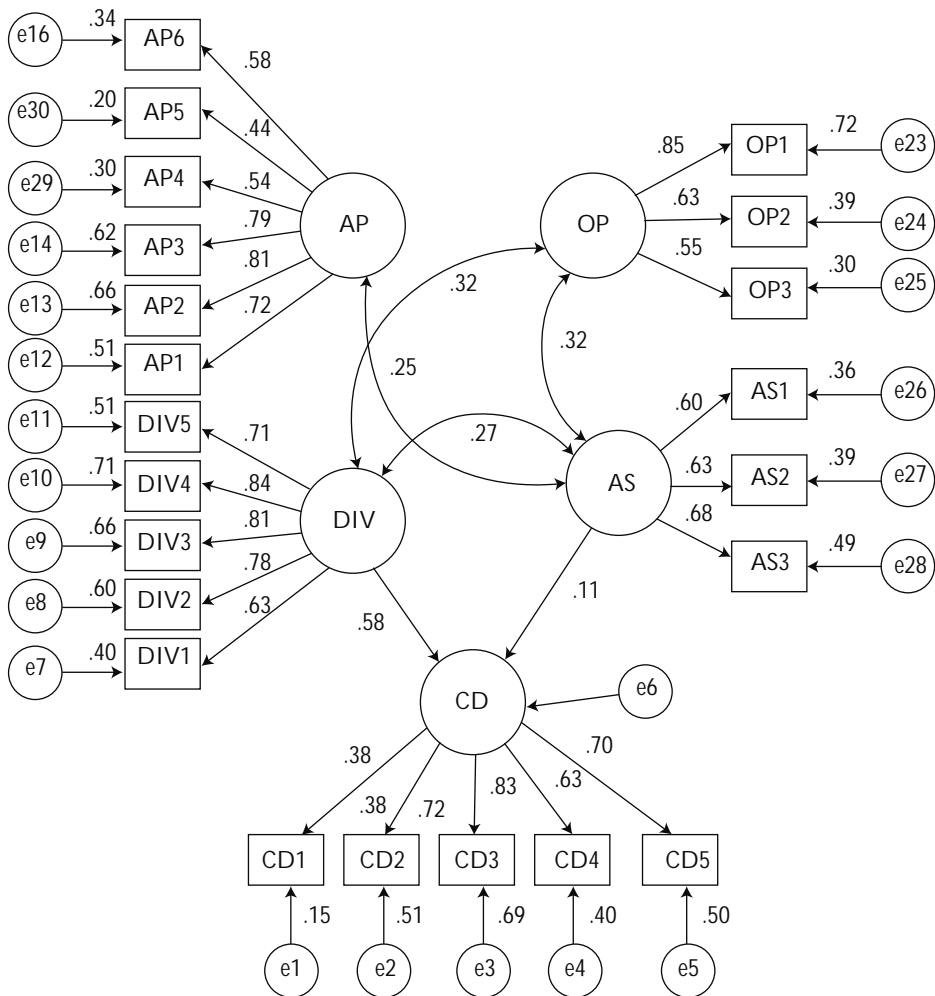 e16 .34 AP6
.58
e30 .20 AP5
.44
e29 .30 AP4
.54
e14 .62 AP3
.79
e13 .66 AP2
.81
e12 .51 AP1
.72
AP
OP
.85 OP1 .72 e23
.63 OP2 .39 e24
.55 OP3 .30 e25
.32
.32
.25
.27
e11 .51 DIV5
.71
e10 .71 DIV4
.84
e9 .66 DIV3
.81
e8 .60 DIV2
.78
e7 .40 DIV1
.63
DIV
AS
.60 AS1 .36 e26
.63 AS2 .39 e27
.68 AS3 .49 e28
.58
.11
CD
e6
.38
.38
.72
.83
.63
.70
CD1
CD2
CD3
CD4
CD5
.15
.51
.69
.40
.50
e1
e2
e3
e4
e5